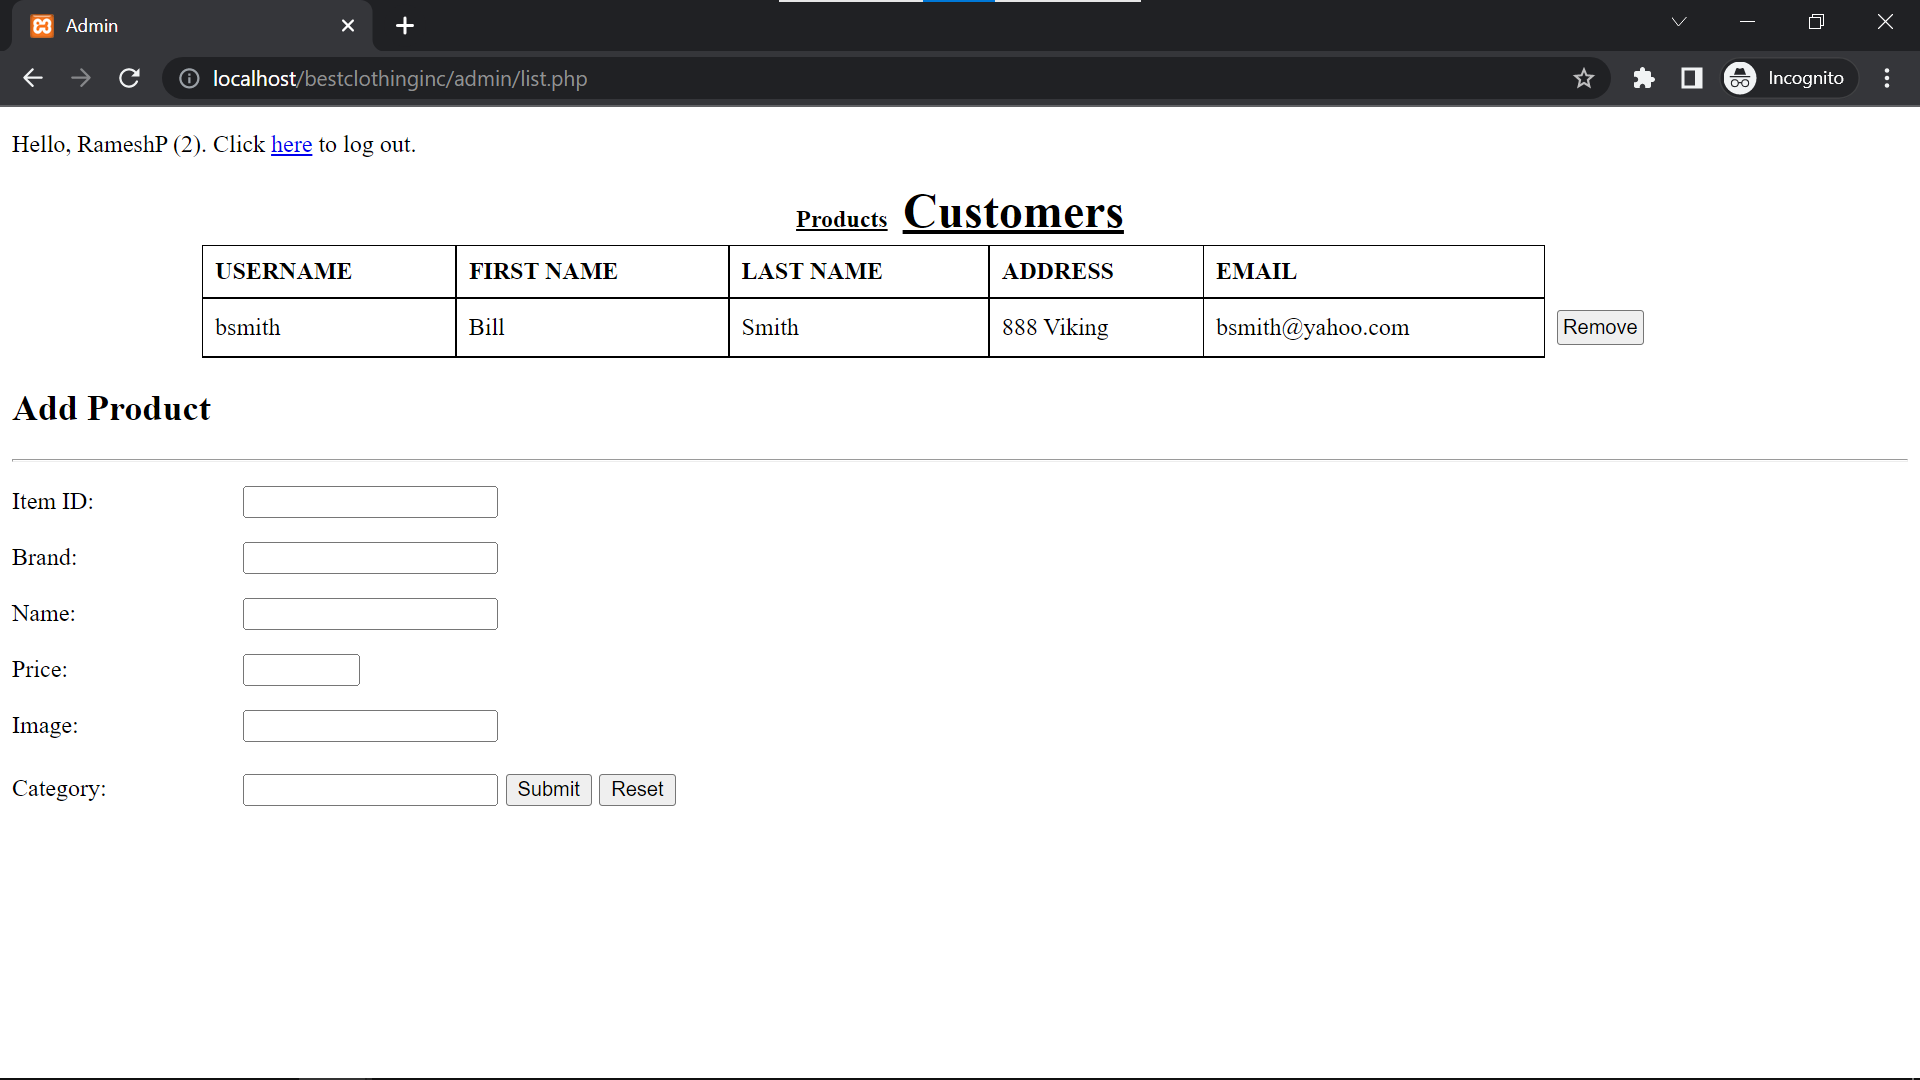 Admin
localhost/bestclothinginc/admin/list.php
Incognito
Hello, RameshP (2). Click here to log out.
Products Customers
USERNAME FIRST NAME LAST NAME ADDRESS EMAIL
bsmith Bill Smith 888 Viking bsmith@yahoo.com Remove
Add Product
Item ID:
Brand:
Name:
Price:
Image:
Category: Submit Reset